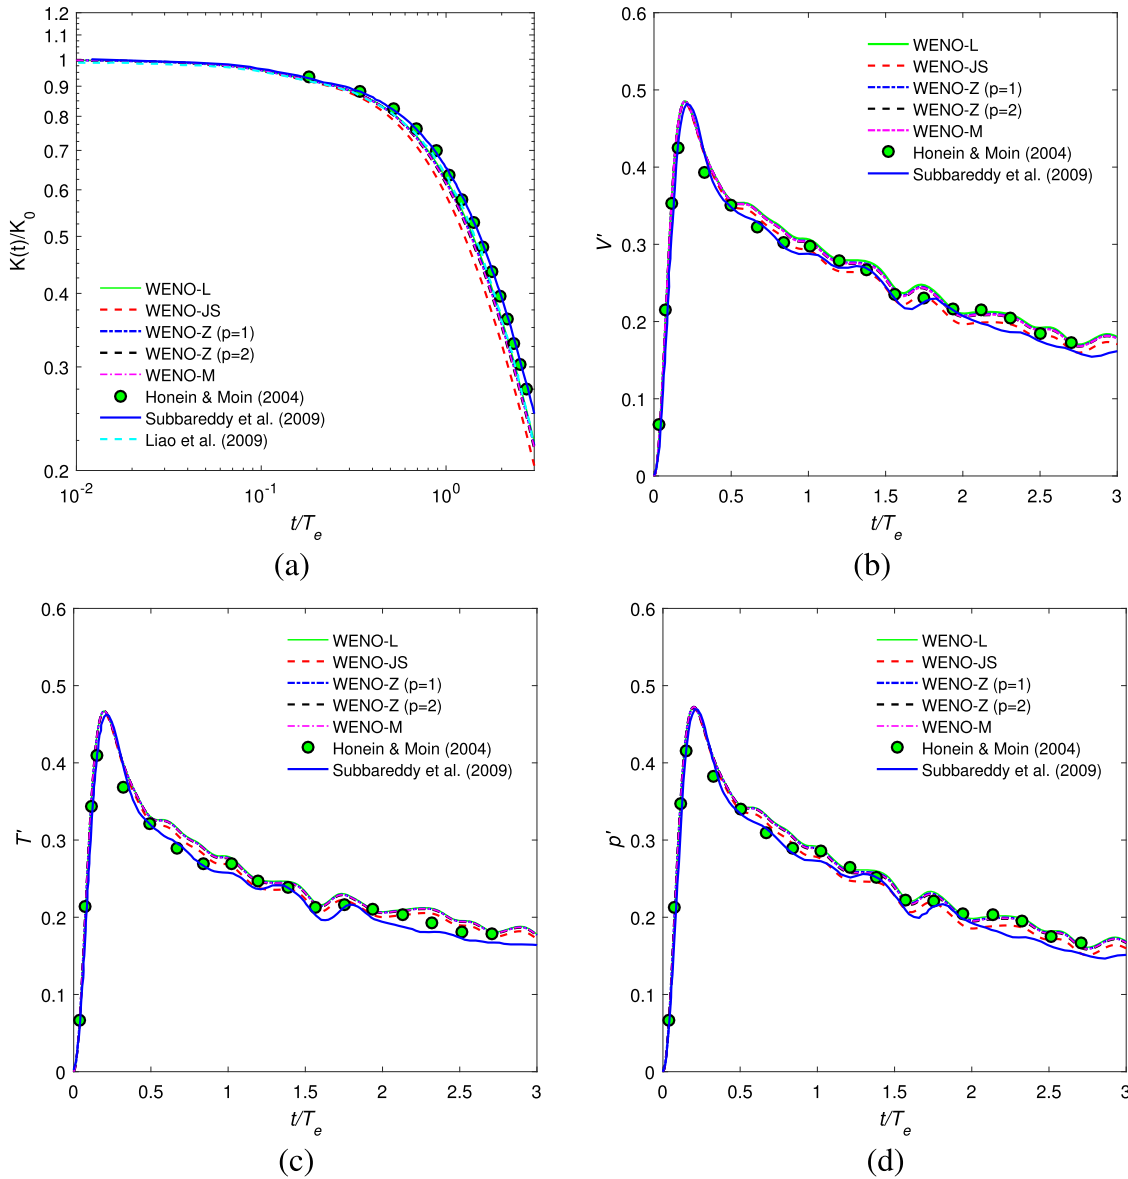 1.2
1
0.9
0.8
0.7
0.6
0.5
0.4
0.3
0.2
K(t)/K_0
WENO-L
WENO-JS
WENO-Z (p=1)
WENO-Z (p=2)
WENO-M
Honein & Moin (2004)
Subbareddy et al. (2009)
Liao et al. (2009)
10^-2 10^-1 10^0
t/T_e
(a)
0.6
0.5
0.4
0.3
0.2
0.1
0
V'
WENO-L
WENO-JS
WENO-Z (p=1)
WENO-Z (p=2)
WENO-M
Honein & Moin (2004)
Subbareddy et al. (2009)
0 0.5 1 1.5 2 2.5 3
t/T_e
(b)
0.6
0.5
0.4
0.3
0.2
0.1
0
T'
WENO-L
WENO-JS
WENO-Z (p=1)
WENO-Z (p=2)
WENO-M
Honein & Moin (2004)
Subbareddy et al. (2009)
0 0.5 1 1.5 2 2.5 3
t/T_e
(c)
0.6
0.5
0.4
0.3
0.2
0.1
0
p'
WENO-L
WENO-JS
WENO-Z (p=1)
WENO-Z (p=2)
WENO-M
Honein & Moin (2004)
Subbareddy et al. (2009)
0 0.5 1 1.5 2 2.5 3
t/T_e
(d)